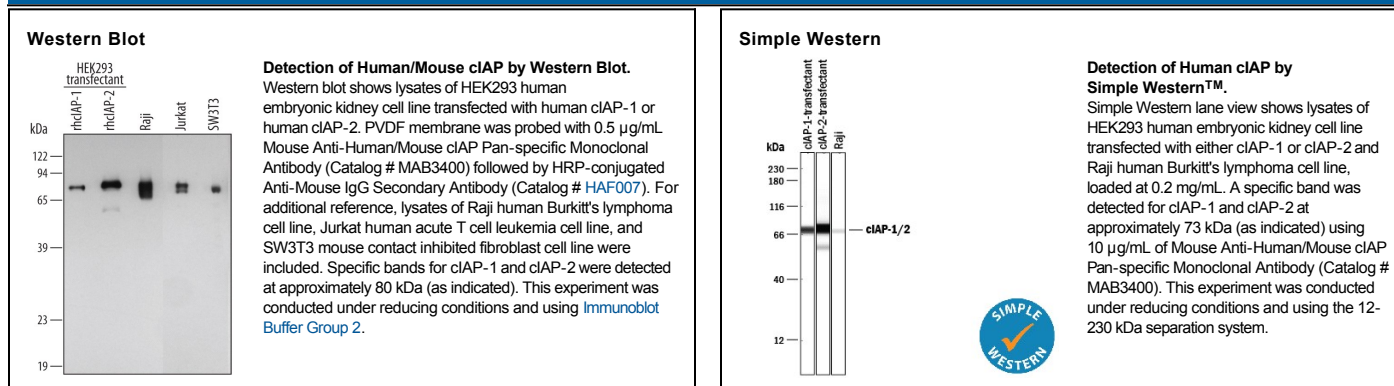 Western Blot
HEK293
transfectant
rhcIAP-1
rhcIAP-2
Raji
Jurkat
SW3T3
kDa
122
94
65
39
23
19
Detection of Human/Mouse cIAP by Western Blot.
Western blot shows lysates of HEK293 human
embryonic kidney cell line transfected with human cIAP-1 or
human cIAP-2. PVDF membrane was probed with 0.5 µg/mL
Mouse Anti-Human/Mouse cIAP Pan-specific Monoclonal
Antibody (Catalog # MAB3400) followed by HRP-conjugated
Anti-Mouse IgG Secondary Antibody (Catalog # HAF007). For
additional reference, lysates of Raji human Burkitt's lymphoma
cell line, Jurkat human acute T cell leukemia cell line, and
SW3T3 mouse contact inhibited fibroblast cell line were
included. Specific bands for cIAP-1 and cIAP-2 were detected
at approximately 80 kDa (as indicated). This experiment was
conducted under reducing conditions and using Immunoblot
Buffer Group 2.
Simple Western
cIAP-1-transfectant
cIAP-2-transfectant
Raji
kDa
230
180
116
66
40
12
cIAP-1/2
SIMPLE
WESTERN
Detection of Human cIAP by
Simple Western™.
Simple Western lane view shows lysates of
HEK293 human embryonic kidney cell line
transfected with either cIAP-1 or cIAP-2 and
Raji human Burkitt's lymphoma cell line,
loaded at 0.2 mg/mL. A specific band was
detected for cIAP-1 and cIAP-2 at
approximately 73 kDa (as indicated) using
10 µg/mL of Mouse Anti-Human/Mouse cIAP
Pan-specific Monoclonal Antibody (Catalog #
MAB3400). This experiment was conducted
under reducing conditions and using the 12-
230 kDa separation system.